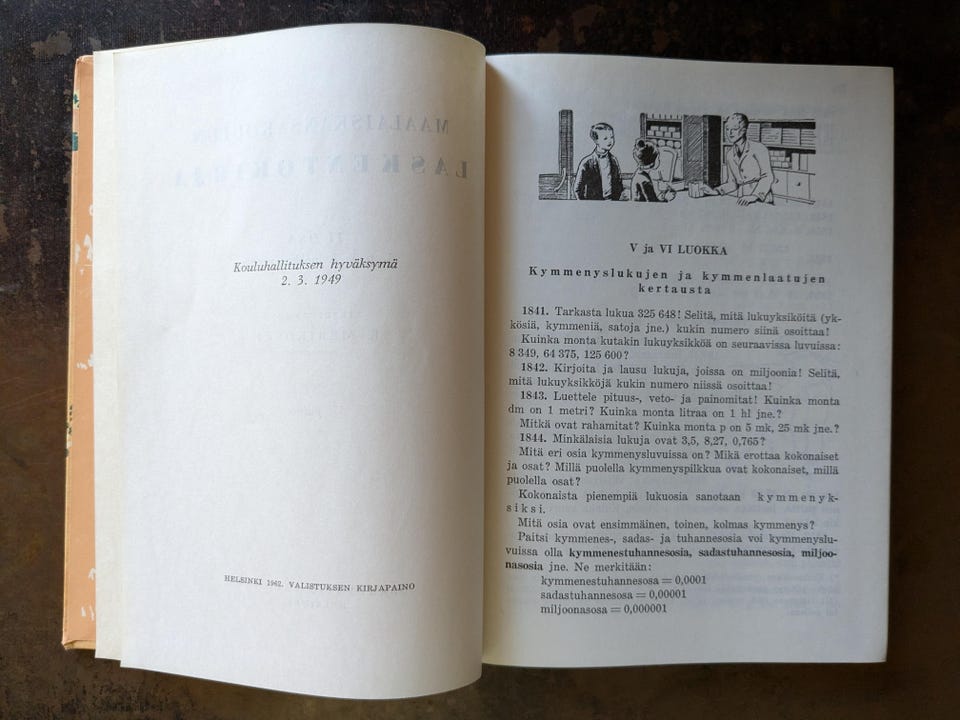 MAALAISKANSAKOULUN
LASKENTOKIRJA
II OSA
Kouluhallituksen hyväksymä
2. 3. 1949
HELSINKI 1962. VALISTUKSEN KIRJAPAINO
V ja VI LUOKKA
Kymmenyslukujen ja kymmenlaatujen
kertausta
1841. Tarkasta lukua 325 648! Selitä, mitä lukuyksiköitä (yk-
kösiä, kymmeniä, satoja jne.) kukin numero siinä osoittaa!
Kuinka monta kutakin lukuyksikköä on seuraavissa luvuissa:
8 349, 64 375, 125 600?
1842. Kirjoita ja lausu lukuja, joissa on miljoonia! Selitä,
mitä lukuyksikköjä kukin numero niissä osoittaa!
1843. Luettele pituus-, veto- ja painomitat! Kuinka monta
dm on 1 metri? Kuinka monta litraa on 1 hl jne.?
Mitkä ovat rahamitat? Kuinka monta p on 5 mk, 25 mk jne.?
1844. Minkälaisia lukuja ovat 3,5, 8,27, 0,765?
Mitä eri osia kymmenysluvuissa on? Mikä erottaa kokonaiset
ja osat? Millä puolella kymmenyspilkkua ovat kokonaiset, millä
puolella osat?
Kokonaista pienempiä lukuosia sanotaan kymmenyk-
siksi.
Mitä osia ovat ensimmäinen, toinen, kolmas kymmenys?
Paitsi kymmenes-, sadas- ja tuhannesosia voi kymmenyslu-
vuissa olla kymmenestuhannesosia, sadastuhannesosia, miljoo-
nasosia jne. Ne merkitään:
kymmenestuhannesosa = 0,0001
sadastuhannesosa = 0,00001
miljoonasosa = 0,000001